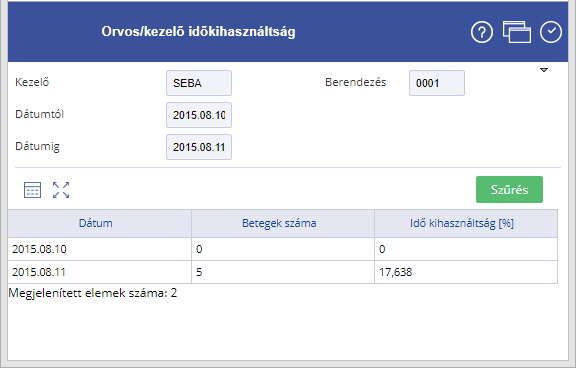 Orvos/kezelő időkihasználtság
Kezelő SEBA Berendezés 0001
Dátumtól 2015.08.10
Dátumig 2015.08.11
Szűrés
Dátum Betegek száma Idő kihasználtság [%]
2015.08.10 0 0
2015.08.11 5 17,638
Megjelenített elemek száma: 2